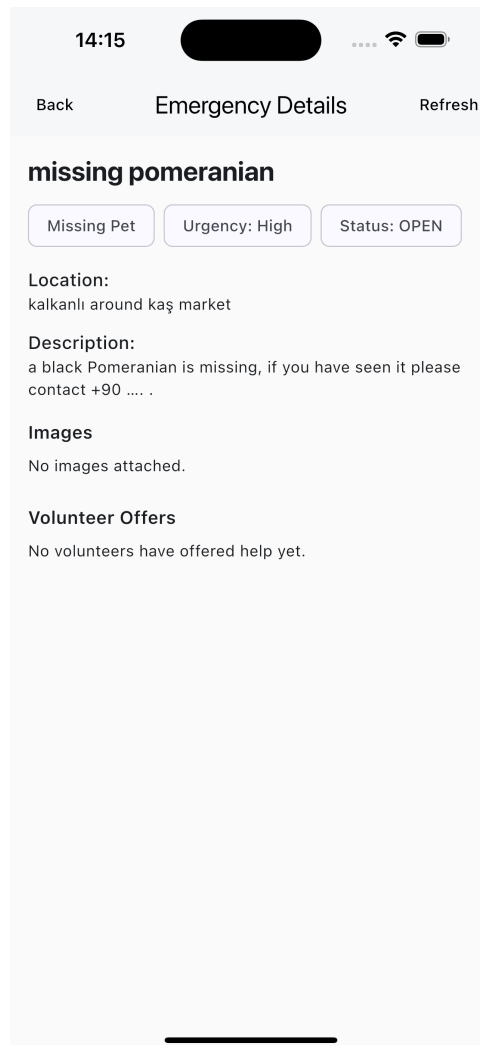 14:15
Back Emergency Details Refresh
missing pomeranian
Missing Pet Urgency: High Status: OPEN
Location:
kalkanlı around kaş market
Description:
a black Pomeranian is missing, if you have seen it please
contact +90 .... .
Images
No images attached.
Volunteer Offers
No volunteers have offered help yet.